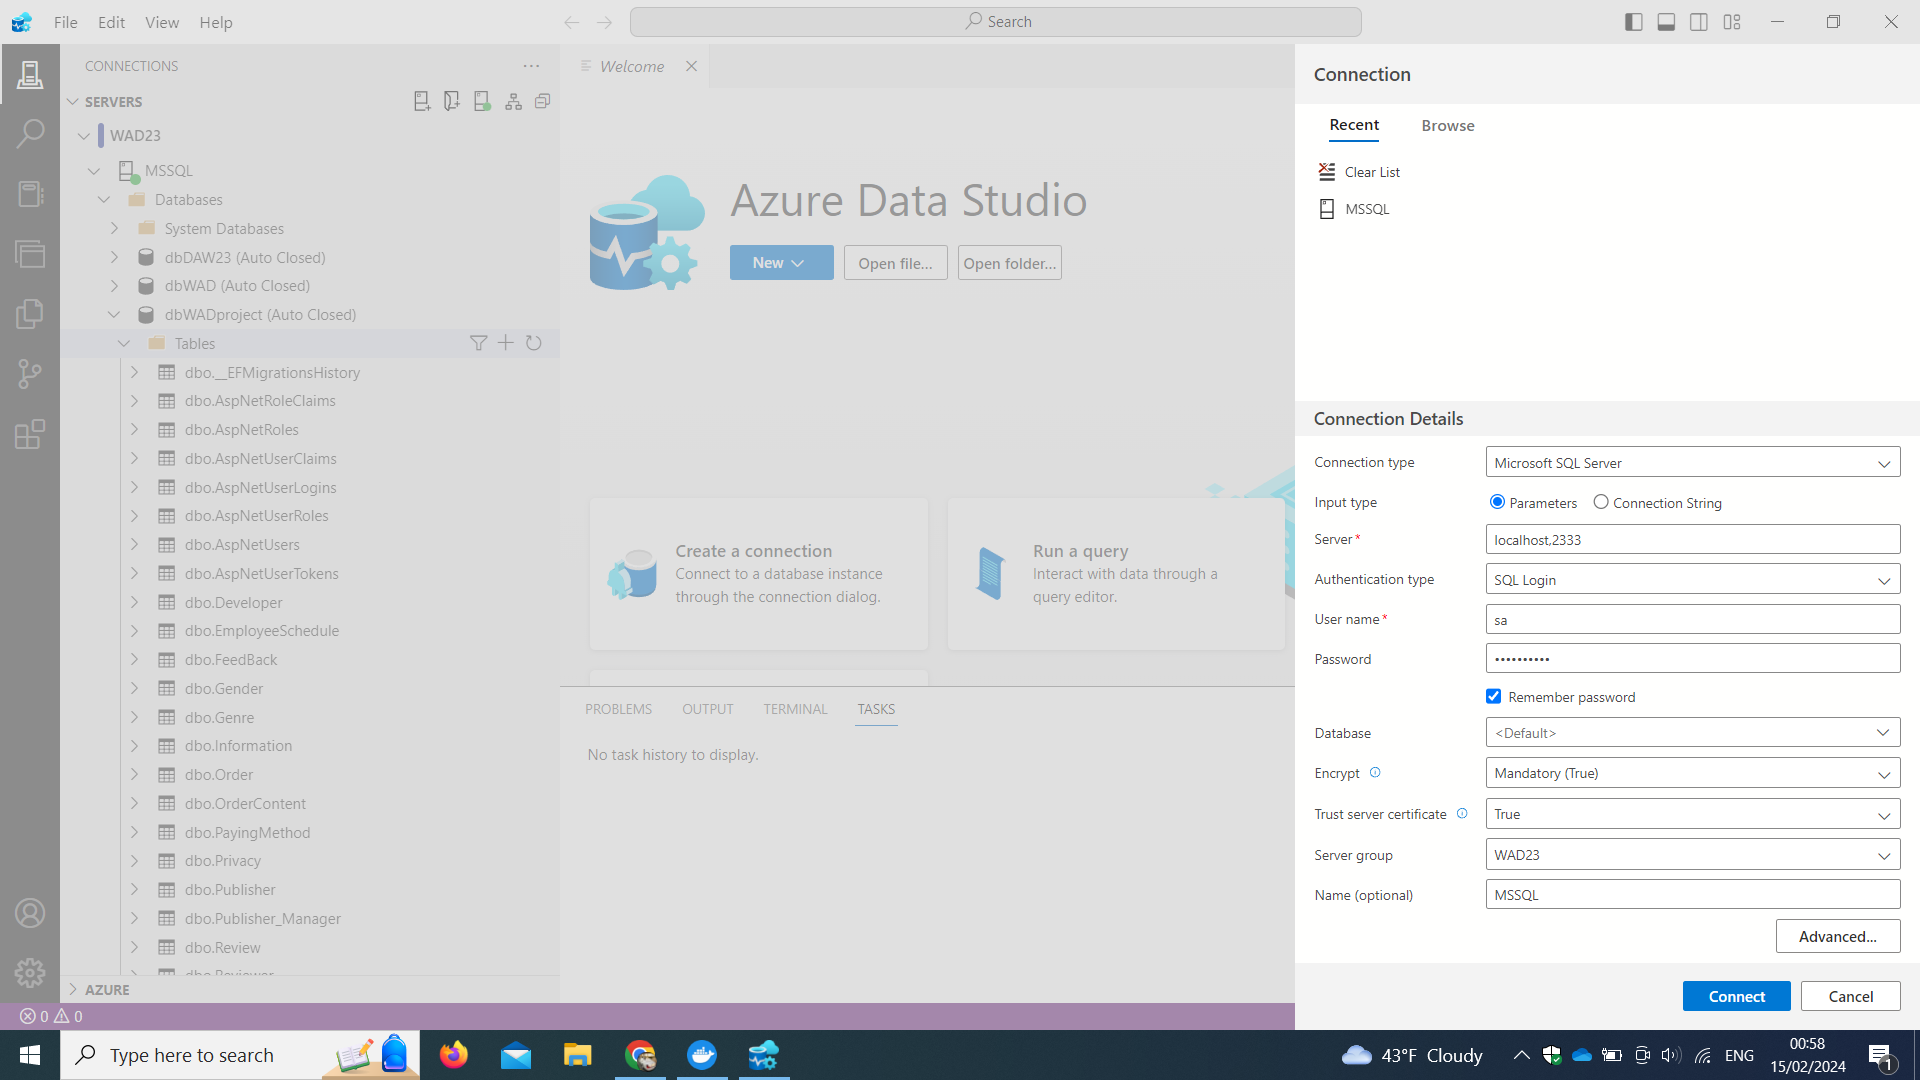 File Edit View Help
Search
CONNECTIONS
SERVERS
WAD23
MSSQL
Databases
System Databases
dbDAW23 (Auto Closed)
dbWAD (Auto Closed)
dbWADproject (Auto Closed)
Tables
dbo.__EFMigrationsHistory
dbo.AspNetRoleClaims
dbo.AspNetRoles
dbo.AspNetUserClaims
dbo.AspNetUserLogins
dbo.AspNetUserRoles
dbo.AspNetUsers
dbo.AspNetUserTokens
dbo.Developer
dbo.EmployeeSchedule
dbo.FeedBack
dbo.Gender
dbo.Genre
dbo.Information
dbo.Order
dbo.OrderContent
dbo.PayingMethod
dbo.Privacy
dbo.Publisher
dbo.Publisher_Manager
dbo.Review
dbo.Reviewer
AZURE
0 0
Welcome
Azure Data Studio
New
Open file...
Open folder...
Create a connection
Connect to a database instance
through the connection dialog.
Run a query
Interact with data through a
query editor.
PROBLEMS OUTPUT TERMINAL TASKS
No task history to display.
Connection
Recent Browse
Clear List
MSSQL
Connection Details
Connection type Microsoft SQL Server
Input type Parameters Connection String
Server* localhost,2333
Authentication type SQL Login
User name* sa
Password ••••••••••
Remember password
Database <Default>
Encrypt Mandatory (True)
Trust server certificate True
Server group WAD23
Name (optional) MSSQL
Advanced...
Connect Cancel
Type here to search
43°F Cloudy
ENG
00:58
15/02/2024
1